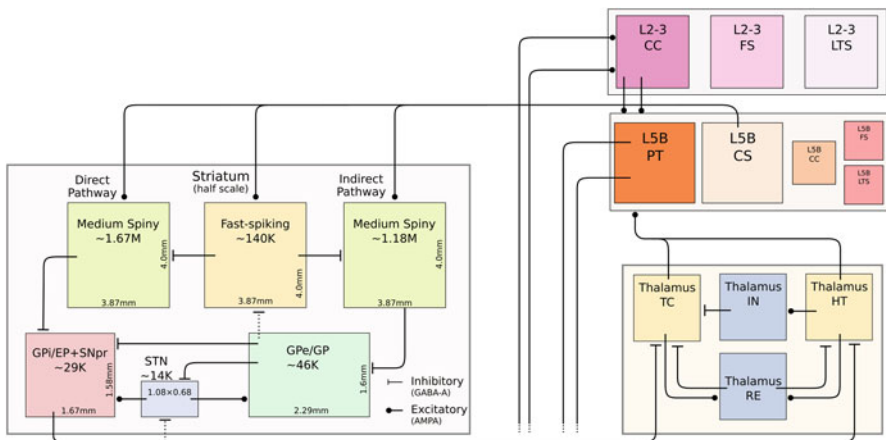 L2-3
CC
L2-3
FS
L2-3
LTS
L5B
PT
L5B
CS
L5B
CC
L5B
FS
L5B
LTS
Direct
Pathway
Striatum
(half scale)
Indirect
Pathway
Medium Spiny
~1.67M
4.0mm
3.87mm
Fast-spiking
~140K
4.0mm
3.87mm
Medium Spiny
~1.18M
4.0mm
3.87mm
GPi/EP+SNpr
~29K
1.58mm
1.67mm
STN
~14K
1.08×0.68
GPe/GP
~46K
1.6mm
2.29mm
Inhibitory
(GABA-A)
Excitatory
(AMPA)
Thalamus
TC
Thalamus
IN
Thalamus
HT
Thalamus
RE